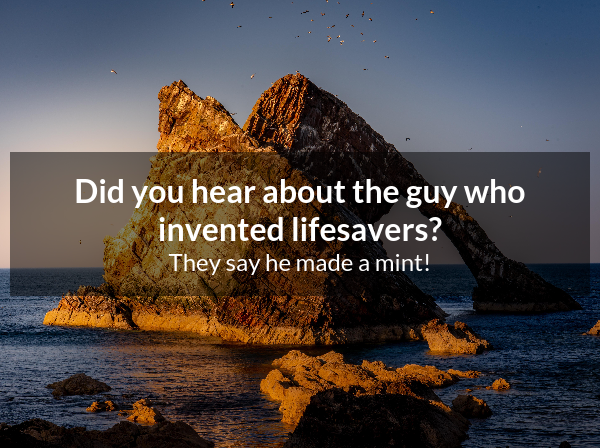 Did you hear about the guy who
invented lifesavers?
They say he made a mint!